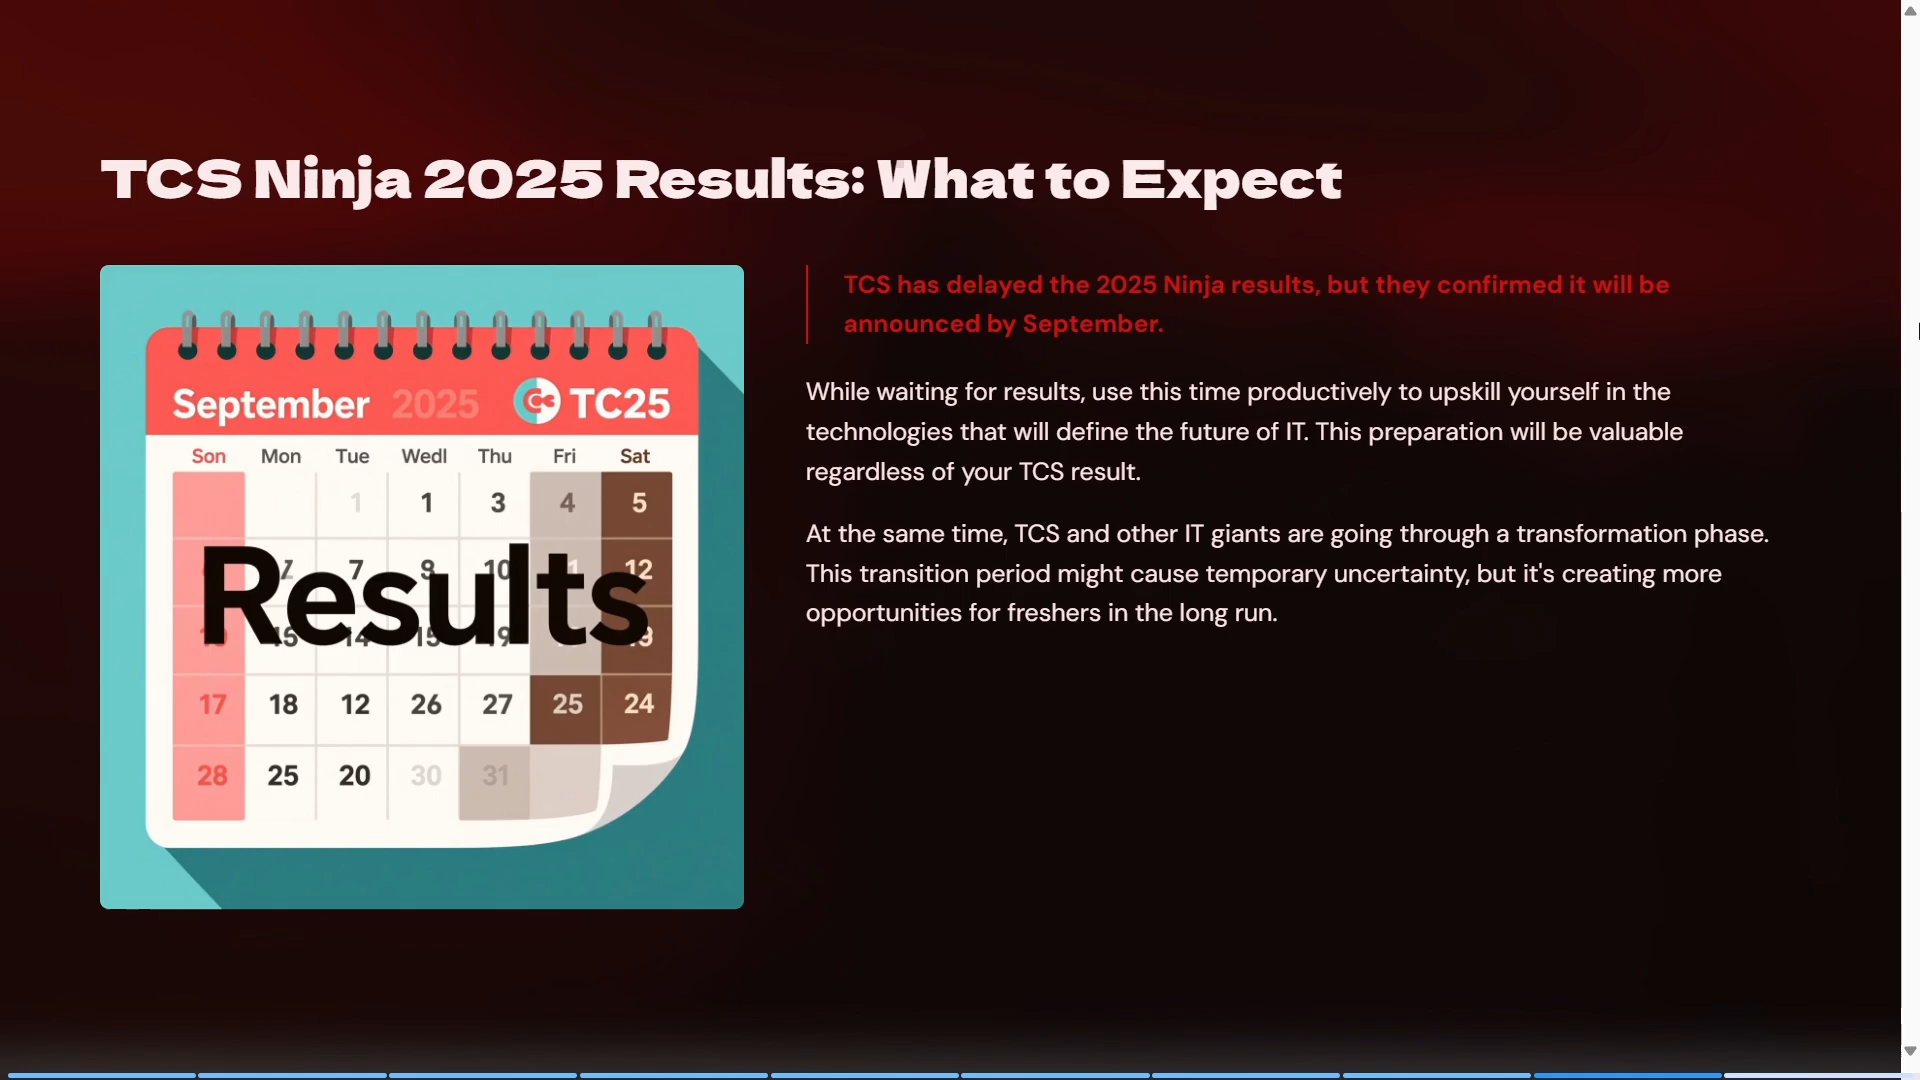 TCS Ninja 2025 Results: What to Expect
September 2025 TC25
Son Mon Tue Wedl Thu Fri Sat
1 1 3 4 5
7 9 10 12
Results
15 14 15 19
17 18 12 26 27 25 24
28 25 20 30 31
TCS has delayed the 2025 Ninja results, but they confirmed it will be
announced by September.
While waiting for results, use this time productively to upskill yourself in the
technologies that will define the future of IT. This preparation will be valuable
regardless of your TCS result.
At the same time, TCS and other IT giants are going through a transformation phase.
This transition period might cause temporary uncertainty, but it's creating more
opportunities for freshers in the long run.